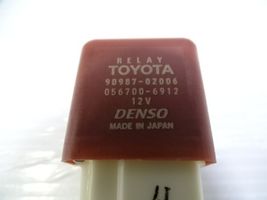 RELAY
TOYOTA
90987-02006
056700-6912
12V
DENSO
MADE IN JAPAN